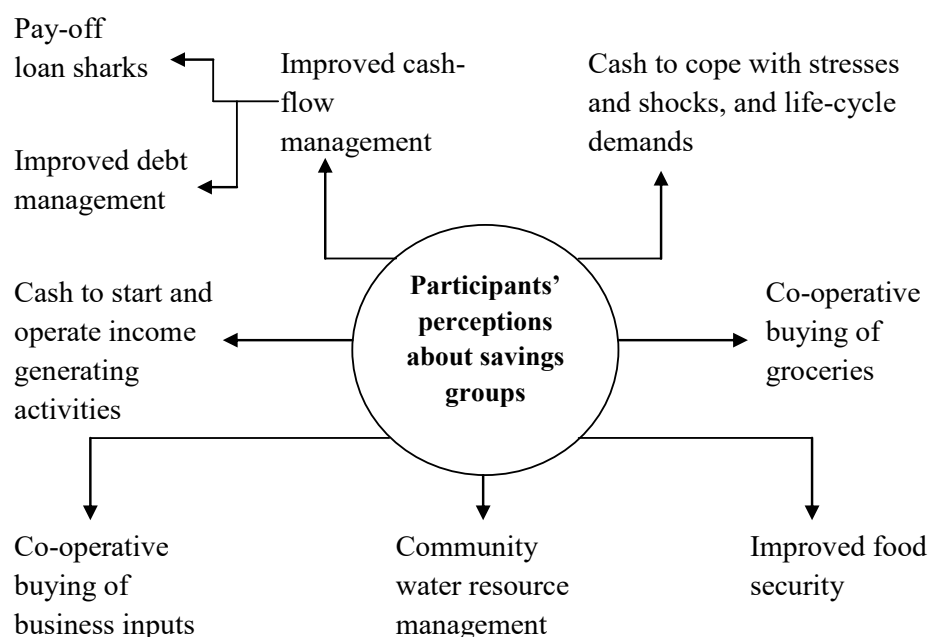 Pay-off
loan sharks
Improved cash-
flow
management
Cash to cope with stresses
and shocks, and life-cycle
demands
Improved debt
management
Participants’
perceptions
about savings
groups
Cash to start and
operate income
generating
activities
Co-operative
buying of
groceries
Co-operative
buying of
business inputs
Community
water resource
management
Improved food
security